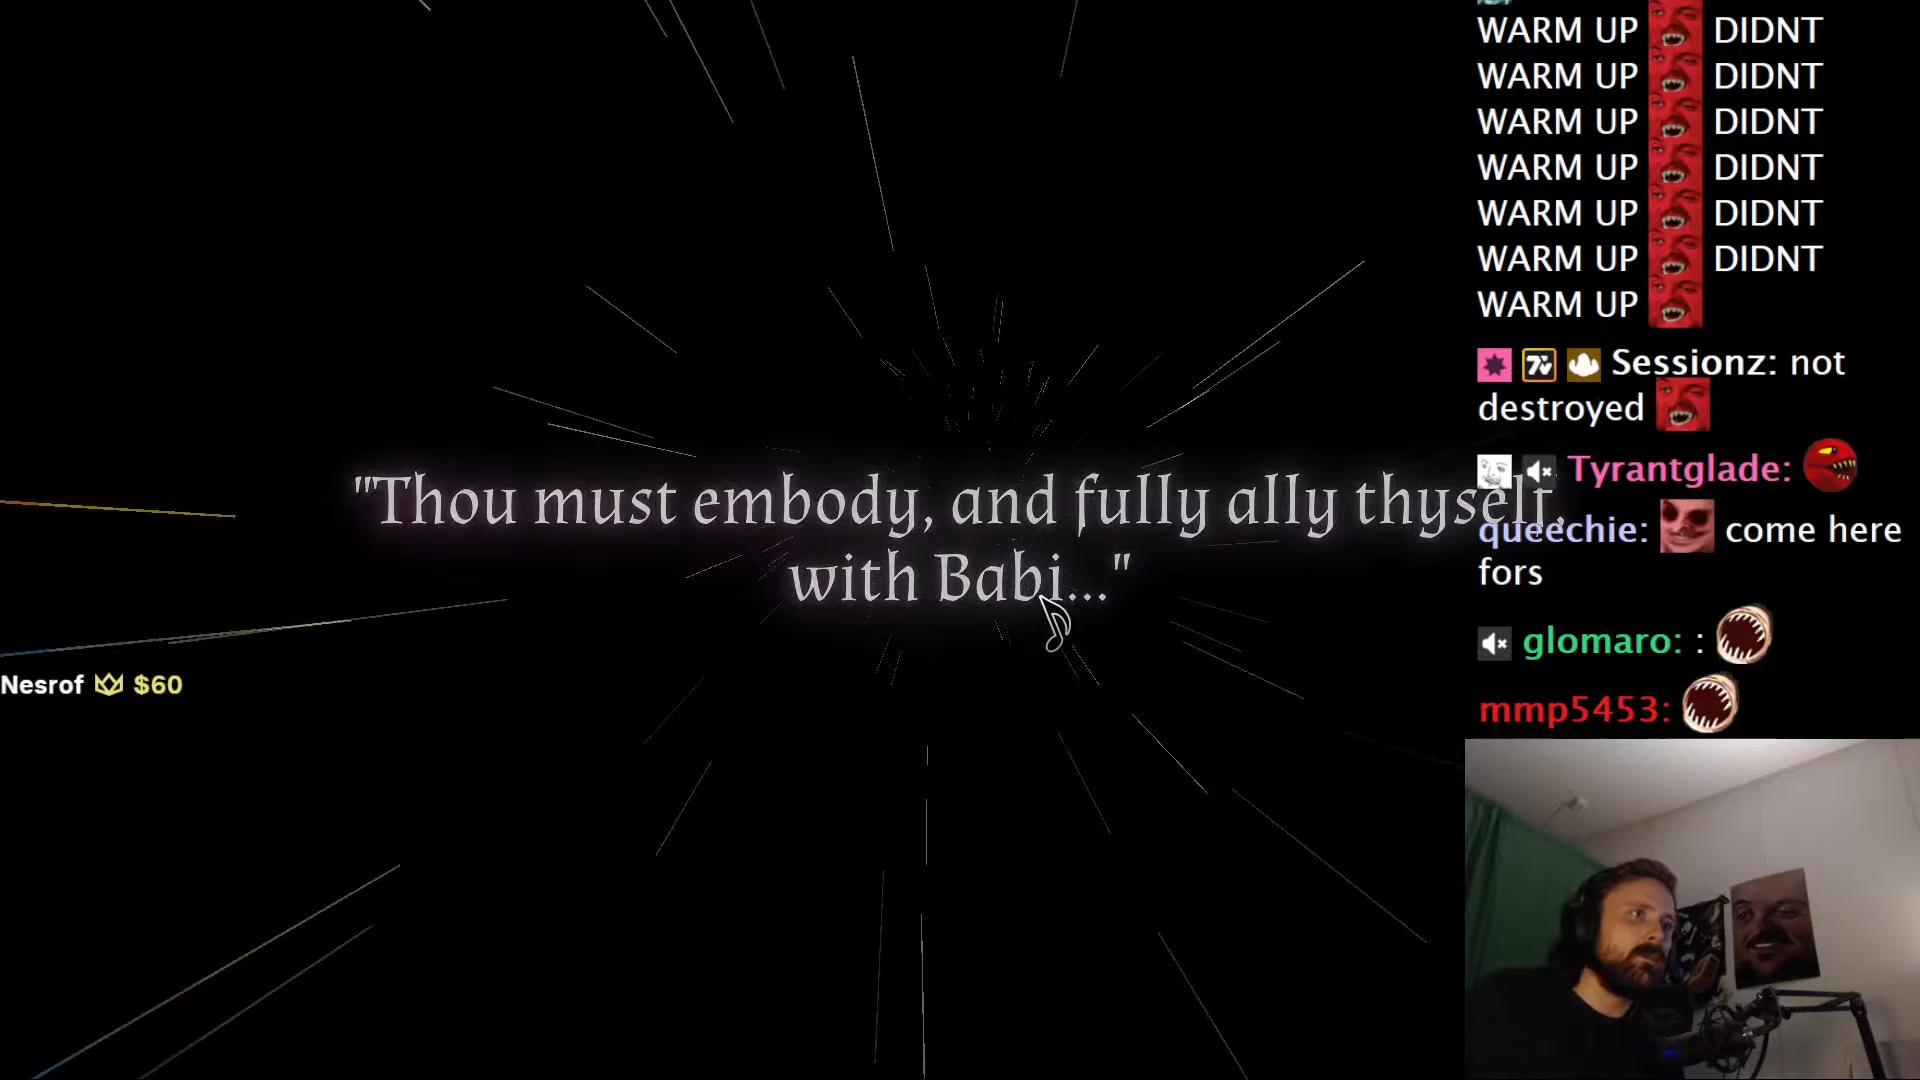 WARM UP DIDNT
WARM UP DIDNT
WARM UP DIDNT
WARM UP DIDNT
WARM UP DIDNT
WARM UP DIDNT
WARM UP
Sessionz: not
destroyed
Tyrantglade:
queechie: come here
fors
glomaro: :
mmp5453:
"Thou must embody, and fully ally thyself,
with Babi..."
Nesrof $60